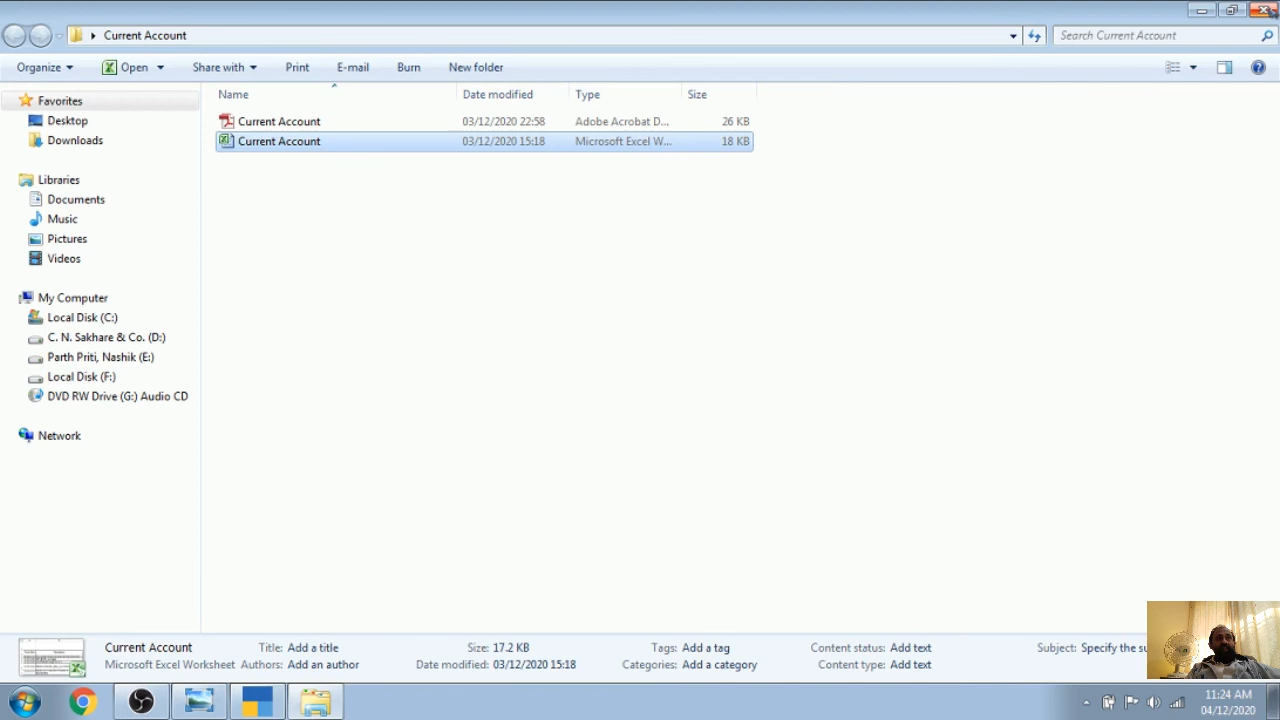 Current Account
Search Current Account
Organize Open Share with Print E-mail Burn New folder
Name Date modified Type Size
Current Account 03/12/2020 22:58 Adobe Acrobat D... 26 KB
Current Account 03/12/2020 15:18 Microsoft Excel W... 18 KB
Favorites
Desktop
Downloads
Libraries
Documents
Music
Pictures
Videos
My Computer
Local Disk (C:)
C. N. Sakhare & Co. (D:)
Parth Priti, Nashik (E:)
Local Disk (F:)
DVD RW Drive (G:) Audio CD
Network
Current Account Title: Add a title Size: 17.2 KB Tags: Add a tag Content status: Add text Subject: Specify the su
Microsoft Excel Worksheet Authors: Add an author Date modified: 03/12/2020 15:18 Categories: Add a category Content type: Add text
11:24 AM
04/12/2020